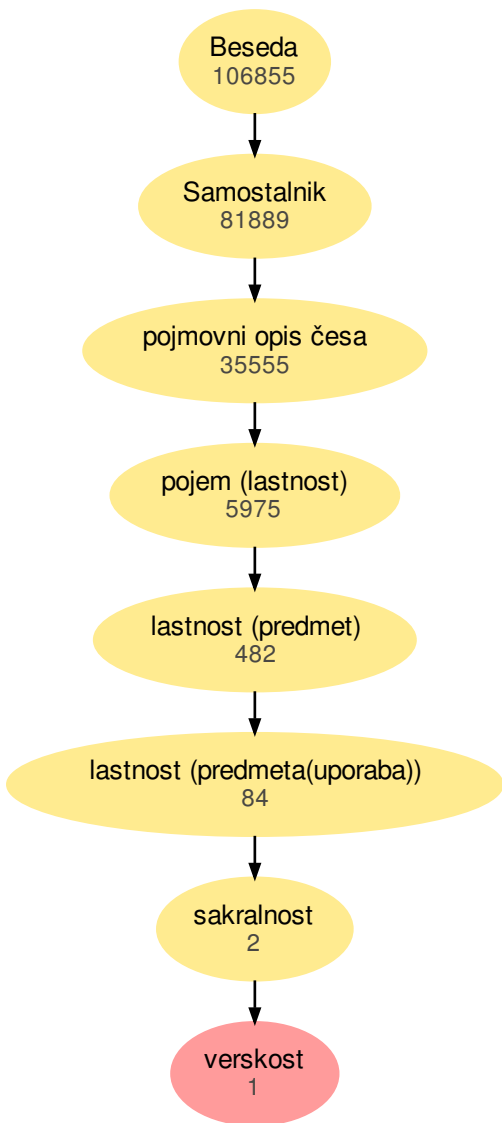 Beseda
106855
Samostalnik
81889
pojmovni opis česa
35555
pojem (lastnost)
5975
lastnost (predmet)
482
lastnost (predmeta(uporaba))
84
sakralnost
2
verskost
1